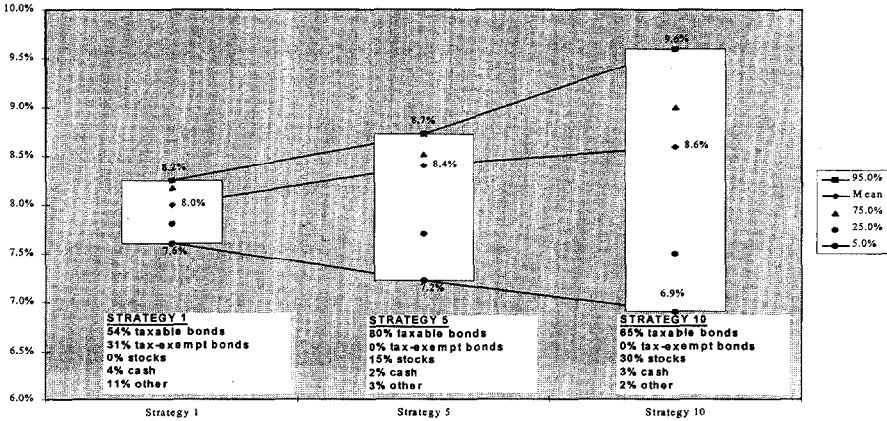 10.0%
9.5%
9.0%
8.5%
8.0%
7.5%
7.0%
6.5%
6.0%
8.2%
8.0%
7.6%
8.7%
8.4%
7.2%
9.6%
8.6%
6.9%
STRATEGY 1
54% taxable bonds
31% tax-exempt bonds
0% stocks
4% cash
11% other
STRATEGY 5
80% taxable bonds
0% tax-exempt bonds
15% stocks
2% cash
3% other
STRATEGY 10
65% taxable bonds
0% tax-exempt bonds
30% stocks
3% cash
2% other
Strategy 1
Strategy 5
Strategy 10
95.0%
Mean
75.0%
25.0%
5.0%